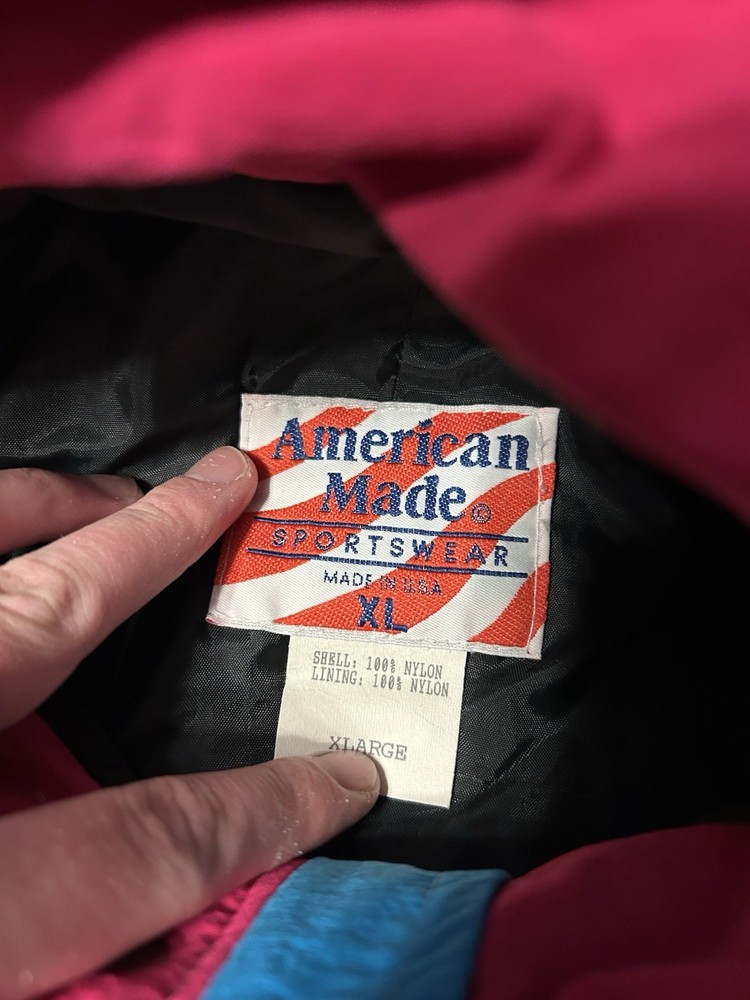 American
Made©
SPORTSWEAR
MADE IN U.S.A
XL
SHELL: 100% NYLON
LINING: 100% NYLON
XLARGE